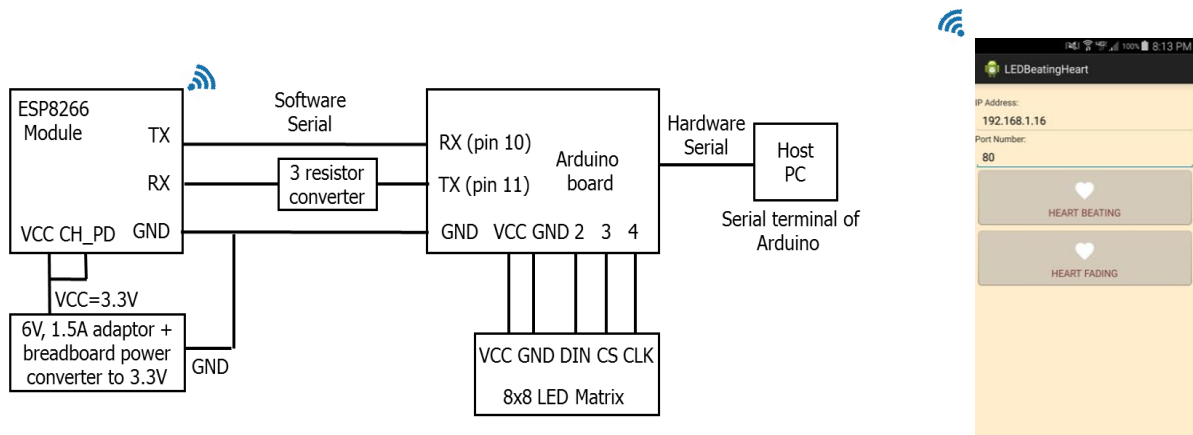 ESP8266
Module
TX
RX
VCC CH_PD GND
VCC=3.3V
6V, 1.5A adaptor +
breadboard power
converter to 3.3V
GND
Software
Serial
3 resistor
converter
RX (pin 10)
TX (pin 11)
Arduino
board
GND VCC GND 2 3 4
VCC GND DIN CS CLK
8x8 LED Matrix
Hardware
Serial
Host
PC
Serial terminal of
Arduino
100% 8:13 PM
LEDBeatingHeart
IP Address:
192.168.1.16
Port Number:
80
HEART BEATING
HEART FADING